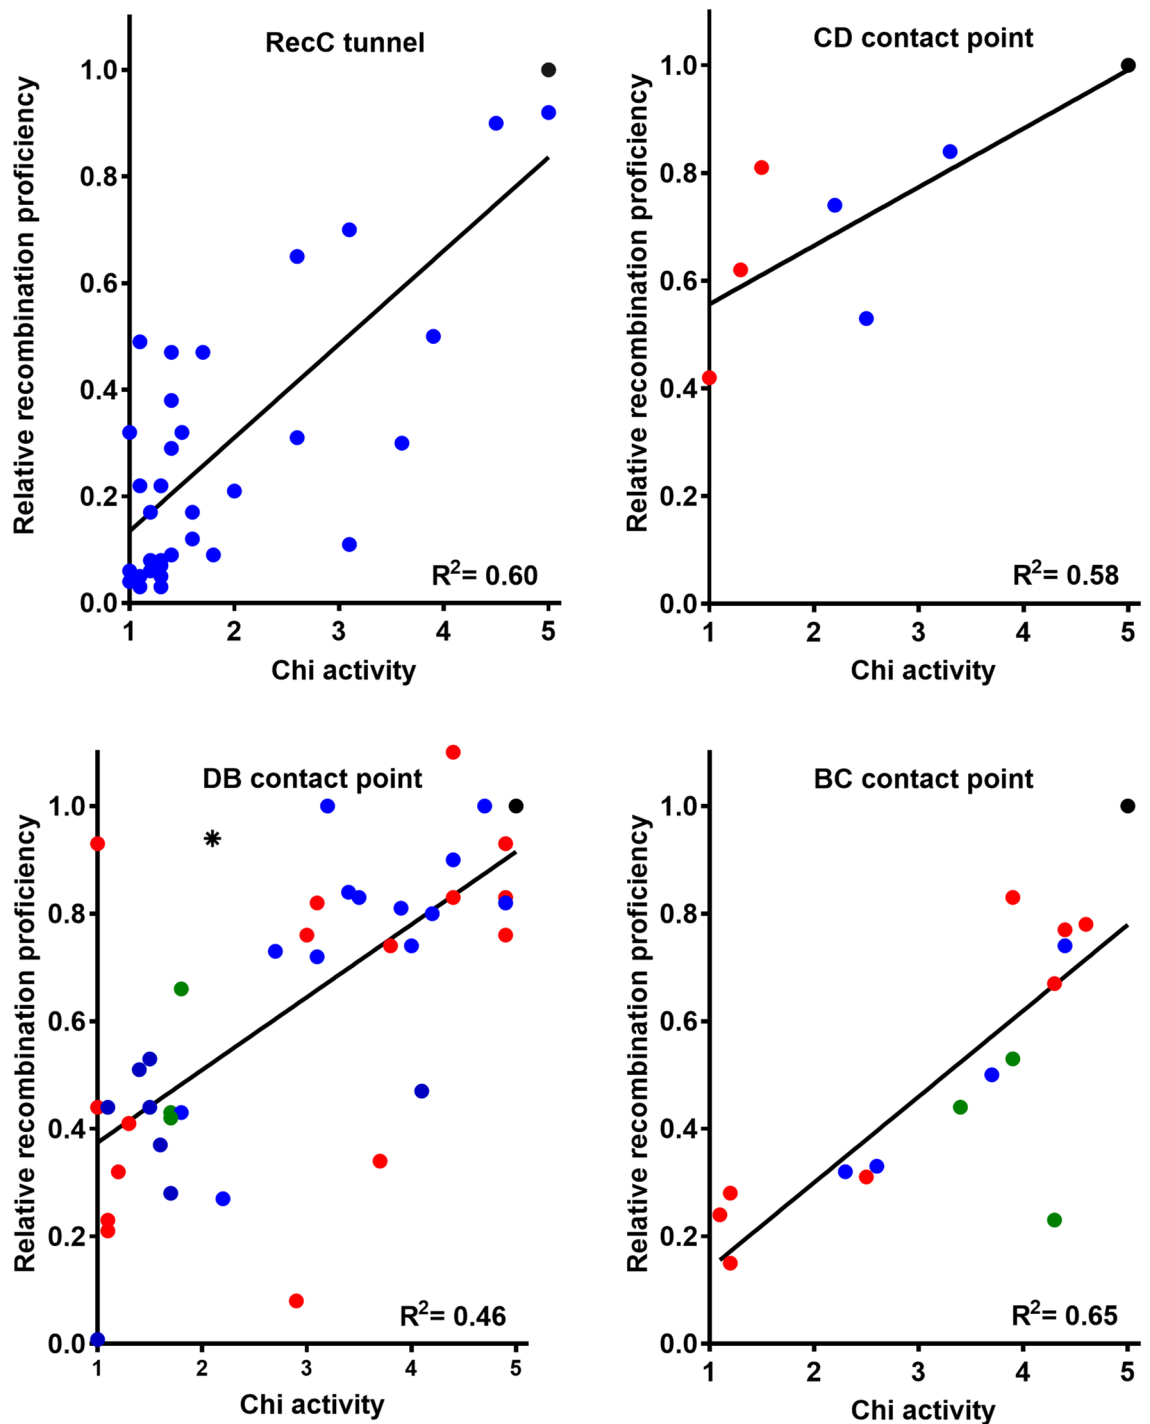 RecC tunnel
Relative recombination proficiency
1.0
0.8
0.6
0.4
0.2
0.0
1 2 3 4 5
Chi activity
R²= 0.60
CD contact point
Relative recombination proficiency
1.0
0.8
0.6
0.4
0.2
0.0
1 2 3 4 5
Chi activity
R²= 0.58
DB contact point
Relative recombination proficiency
1.0
0.8
0.6
0.4
0.2
0.0
1 2 3 4 5
Chi activity
R²= 0.46
*
BC contact point
Relative recombination proficiency
1.0
0.8
0.6
0.4
0.2
0.0
1 2 3 4 5
Chi activity
R²= 0.65